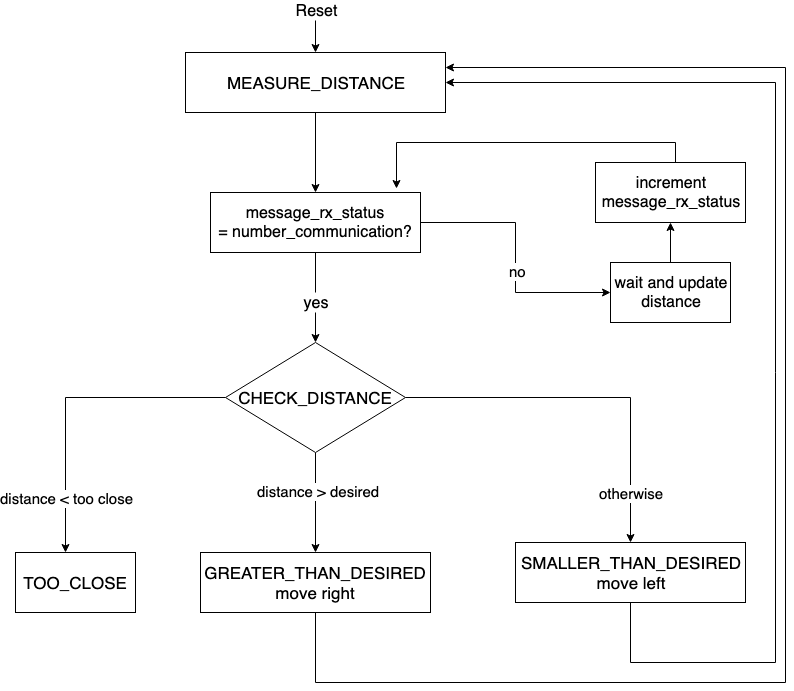 Reset
MEASURE_DISTANCE
increment
message_rx_status
message_rx_status
= number_communication?
no
wait and update
distance
yes
CHECK_DISTANCE
distance < too close
distance > desired
otherwise
TOO_CLOSE
GREATER_THAN_DESIRED
move right
SMALLER_THAN_DESIRED
move left